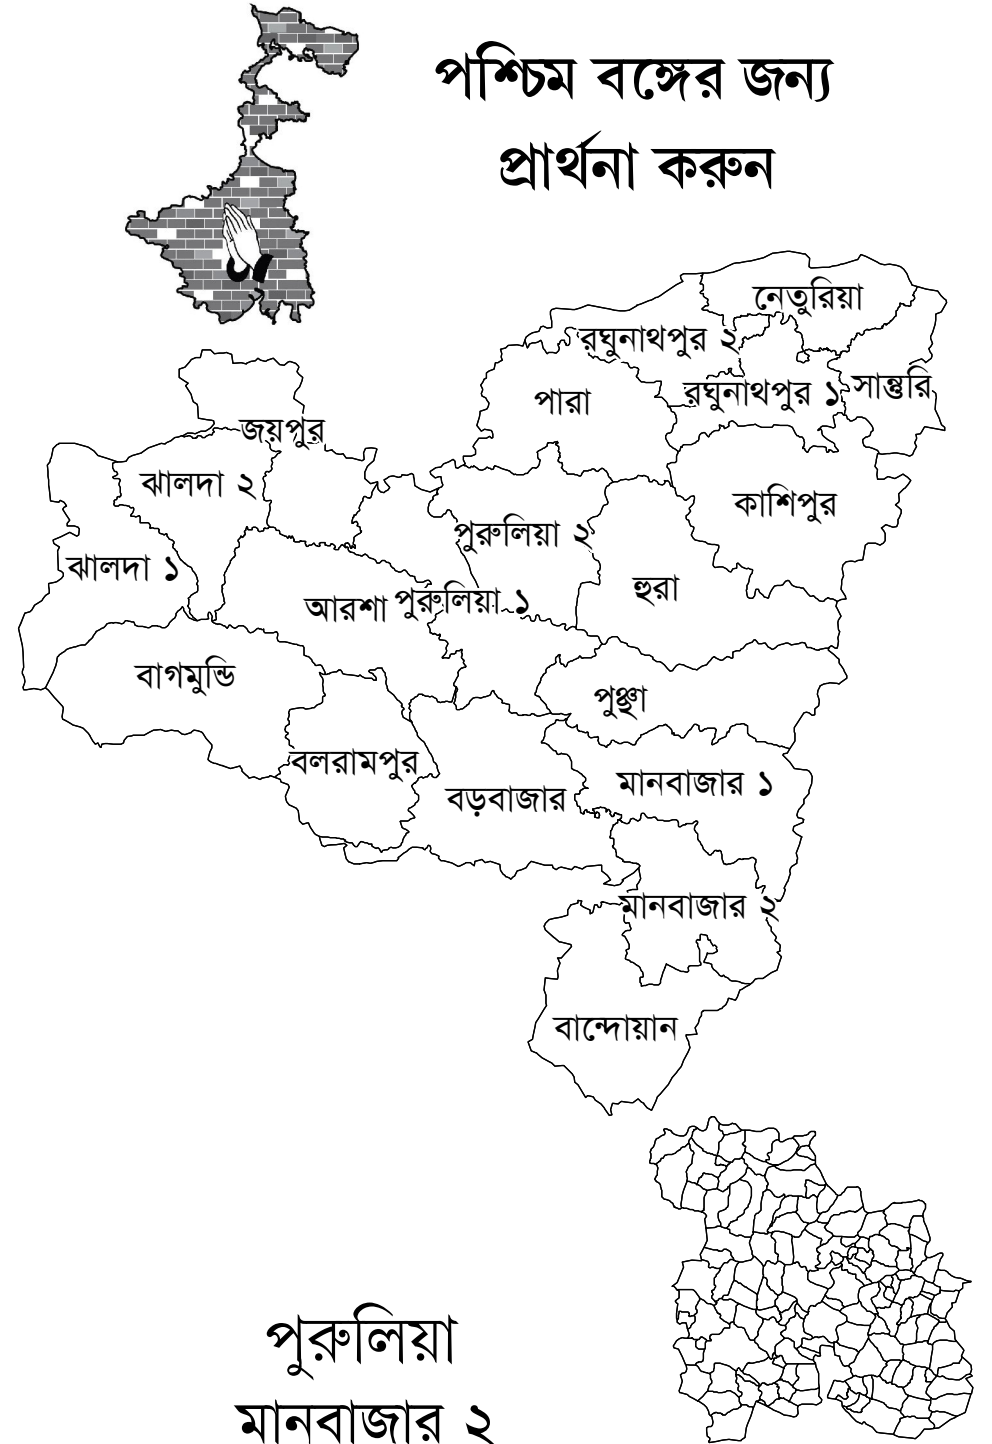 পশ্চিম বঙ্গের জন্য
প্রার্থনা করুন
নেতুরিয়া
রঘুনাথপুর ২
রঘুনাথপুর ১
সান্তুরি
পারা
জয়পুর
ঝালদা ২
কাশিপুর
পুরুলিয়া ২
ঝালদা ১
হুরা
আরশা
পুরুলিয়া ১
বাগমুন্ডি
পুঞ্ছা
বলরামপুর
মানবাজার ১
বড়বাজার
মানবাজার ২
বান্দোয়ান
পুরুলিয়া
মানবাজার ২